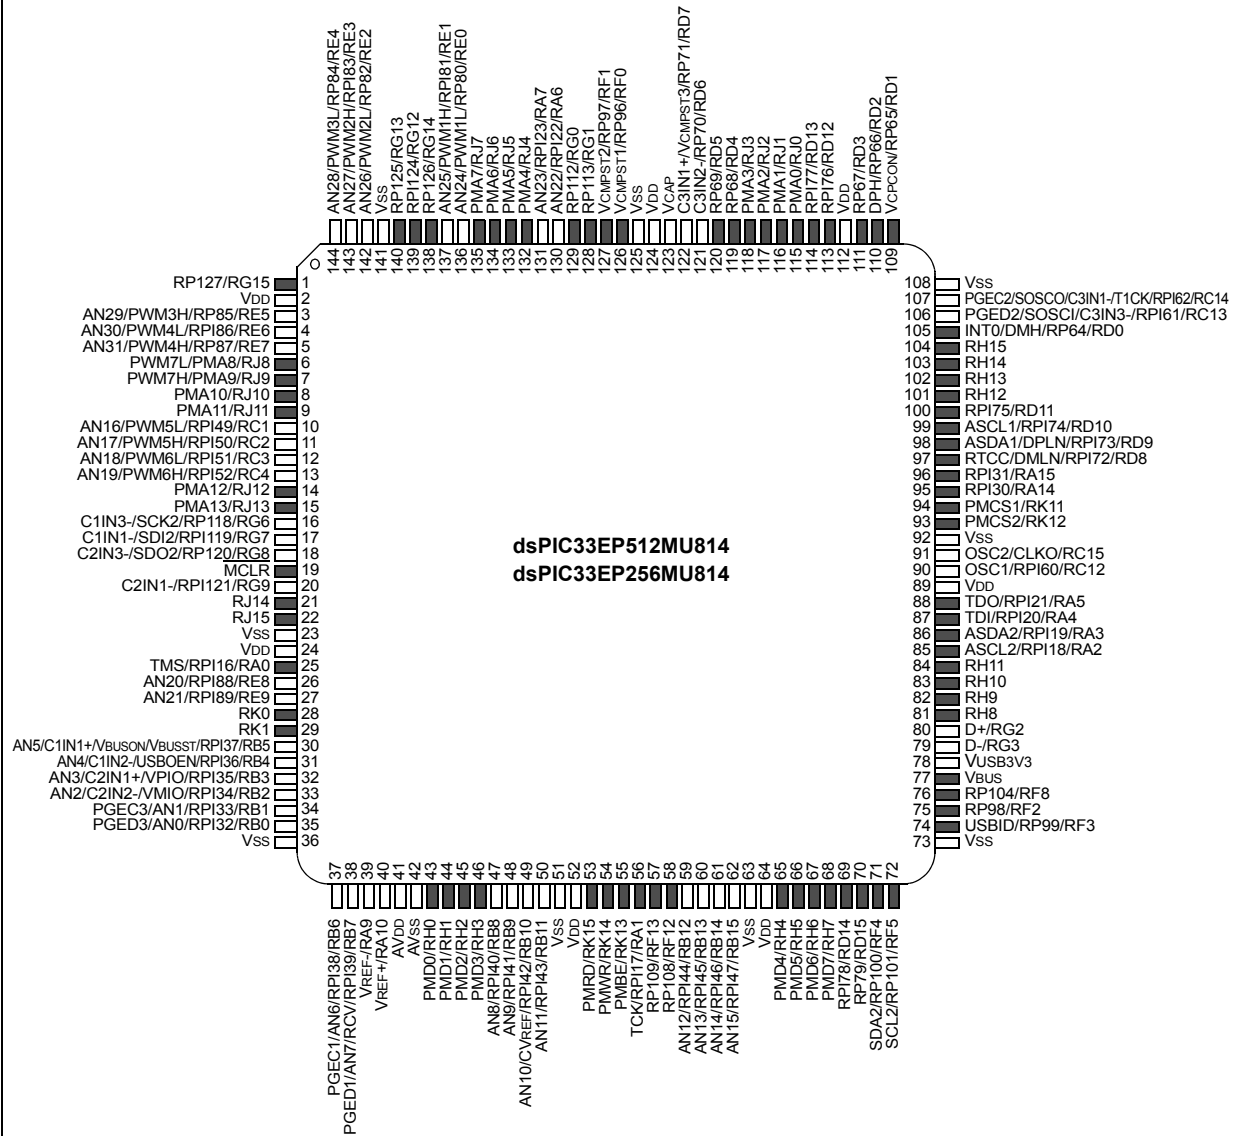 AN28/PWM3L/RP84/RE4
AN27/PWM2H/RPI83/RE3
AN26/PWM2L/RP82/RE2
VSS
RP125/RG13
RPI124/RG12
RP126/RG14
AN25/PWM1H/RPI81/RE1
AN24/PWM1L/RP80/RE0
PMA7/RJ7
PMA6/RJ6
PMA5/RJ5
PMA4/RJ4
AN23/RPI23/RA7
AN22/RPI22/RA6
RP112/RG0
RP113/RG1
VCMPST2/RP97/RF1
VCMPST1/RP96/RF0
VSS
VDD
VCAP
C3IN1+/VCMPST3/RP71/RD7
C3IN2-/RP70/RD6
RP69/RD5
RP68/RD4
PMA3/RJ3
PMA2/RJ2
PMA1/RJ1
PMA0/RJ0
RPI77/RD13
RPI76/RD12
VDD
RP67/RD3
DPH/RP66/RD2
VCPCON/RP65/RD1
144
143
142
141
140
139
138
137
136
135
134
133
132
131
130
129
128
127
126
125
124
123
122
121
120
119
118
117
116
115
114
113
112
111
110
109
RP127/RG15 1
VDD 2
AN29/PWM3H/RP85/RE5 3
AN30/PWM4L/RPI86/RE6 4
AN31/PWM4H/RP87/RE7 5
PWM7L/PMA8/RJ8 6
PWM7H/PMA9/RJ9 7
PMA10/RJ10 8
PMA11/RJ11 9
AN16/PWM5L/RPI49/RC1 10
AN17/PWM5H/RPI50/RC2 11
AN18/PWM6L/RPI51/RC3 12
AN19/PWM6H/RPI52/RC4 13
PMA12/RJ12 14
PMA13/RJ13 15
C1IN3-/SCK2/RP118/RG6 16
C1IN1-/SDI2/RPI119/RG7 17
C2IN3-/SDO2/RP120/RG8 18
MCLR 19
C2IN1-/RPI121/RG9 20
RJ14 21
RJ15 22
VSS 23
VDD 24
TMS/RPI16/RA0 25
AN20/RPI88/RE8 26
AN21/RPI89/RE9 27
RK0 28
RK1 29
AN5/C1IN1+/VBUSON/VBUSST/RPI37/RB5 30
AN4/C1IN2-/USBOEN/RPI36/RB4 31
AN3/C2IN1+/VPIO/RPI35/RB3 32
AN2/C2IN2-/VMIO/RPI34/RB2 33
PGEC3/AN1/RPI33/RB1 34
PGED3/AN0/RPI32/RB0 35
VSS 36
dsPIC33EP512MU814
dsPIC33EP256MU814
108 VSS
107 PGEC2/SOSCO/C3IN1-/T1CK/RPI62/RC14
106 PGED2/SOSCI/C3IN3-/RPI61/RC13
105 INT0/DMH/RP64/RD0
104 RH15
103 RH14
102 RH13
101 RH12
100 RPI75/RD11
99 ASCL1/RPI74/RD10
98 ASDA1/DPLN/RPI73/RD9
97 RTCC/DMLN/RPI72/RD8
96 RPI31/RA15
95 RPI30/RA14
94 PMCS1/RK11
93 PMCS2/RK12
92 VSS
91 OSC2/CLKO/RC15
90 OSC1/RPI60/RC12
89 VDD
88 TDO/RPI21/RA5
87 TDI/RPI20/RA4
86 ASDA2/RPI19/RA3
85 ASCL2/RPI18/RA2
84 RH11
83 RH10
82 RH9
81 RH8
80 D+/RG2
79 D-/RG3
78 VUSB3V3
77 VBUS
76 RP104/RF8
75 RP98/RF2
74 USBID/RP99/RF3
73 VSS
37
38
39
40
41
42
43
44
45
46
47
48
49
50
51
52
53
54
55
56
57
58
59
60
61
62
63
64
65
66
67
68
69
70
71
72
PGEC1/AN6/RPI38/RB6
PGED1/AN7/RCV/RPI39/RB7
VREF-/RA9
VREF+/RA10
AVDD
AVSS
PMD0/RH0
PMD1/RH1
PMD2/RH2
PMD3/RH3
AN8/RPI40/RB8
AN9/RPI41/RB9
AN10/CVREF/RPI42/RB10
AN11/RPI43/RB11
VSS
VDD
PMRD/RK15
PMWR/RK14
PMBE/RK13
TCK/RPI17/RA1
RP109/RF13
RP108/RF12
AN12/RPI44/RB12
AN13/RPI45/RB13
AN14/RPI46/RB14
AN15/RPI47/RB15
VSS
VDD
PMD4/RH4
PMD5/RH5
PMD6/RH6
PMD7/RH7
RPI78/RD14
RP79/RD15
SDA2/RP100/RF4
SCL2/RP101/RF5